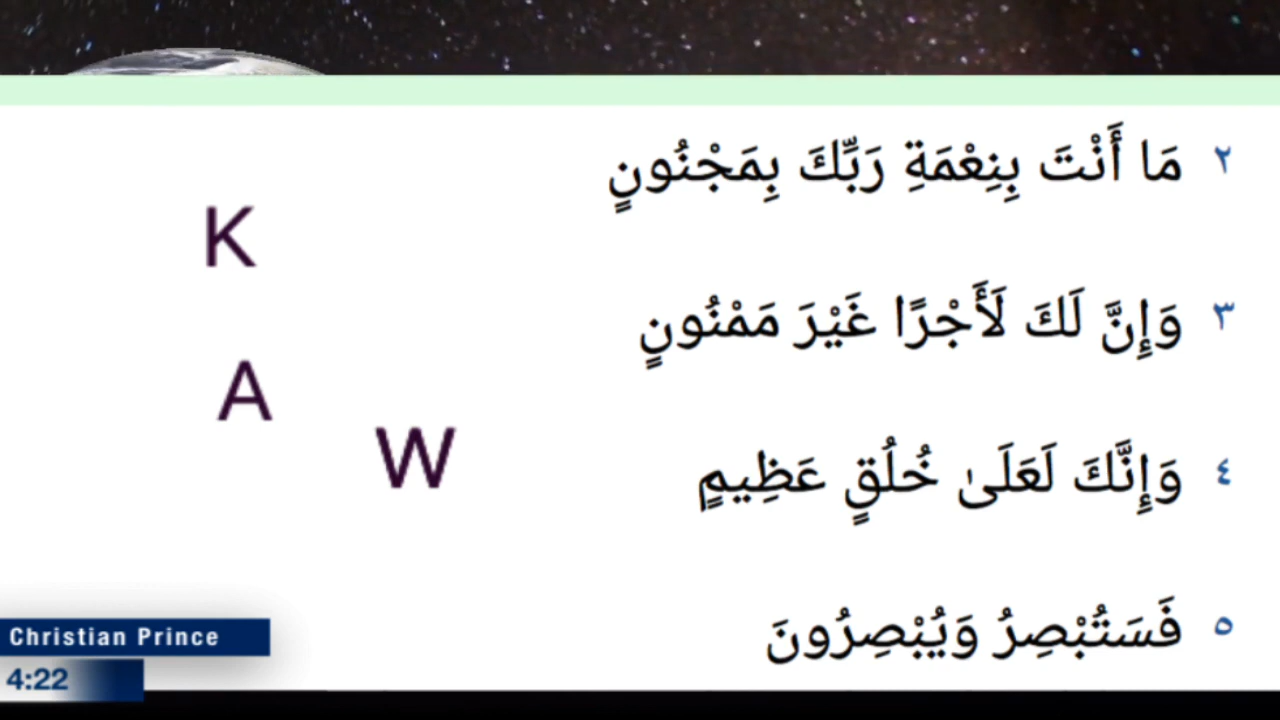 ٢ مَا أَنْتَ بِنِعْمَةِ رَبِّكَ بِمَجْنُونٍ
K
٣ وَإِنَّ لَكَ لَأَجْرًا غَيْرَ مَمْنُونٍ
A
W
٤ وَإِنَّكَ لَعَلَىٰ خُلُقٍ عَظِيمٍ
٥ فَسَتُبْصِرُ وَيُبْصِرُونَ
Christian Prince
4:22